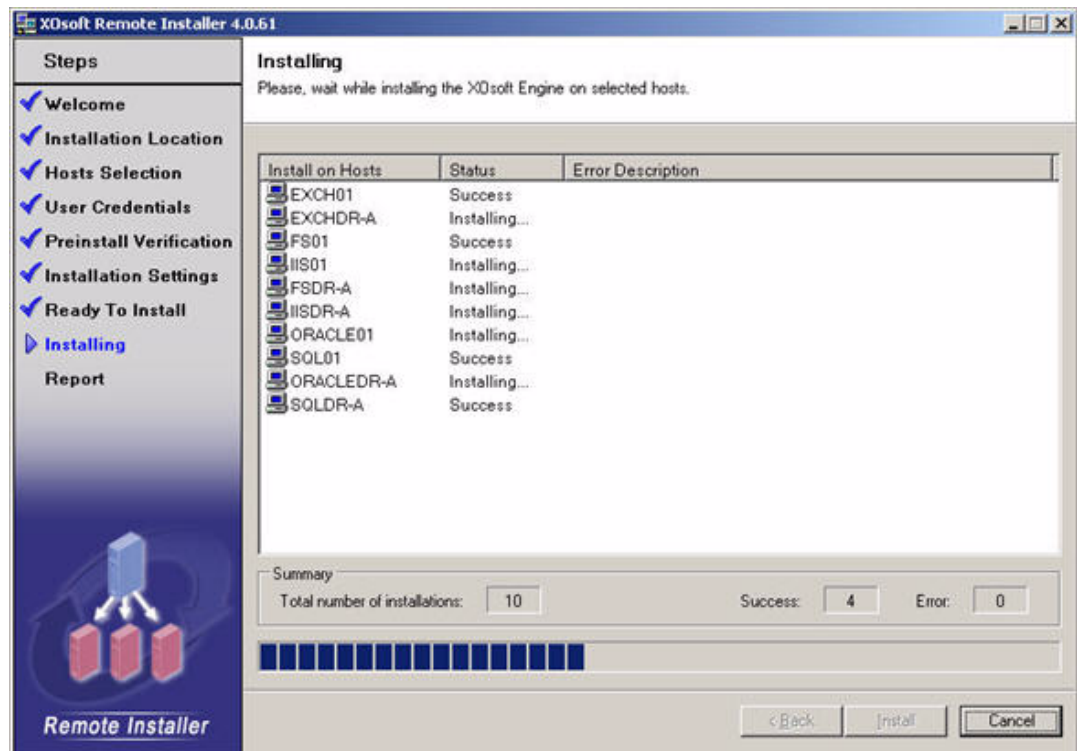 XOsoft Remote Installer 4.0.61
Steps
Welcome
Installation Location
Hosts Selection
User Credentials
Preinstall Verification
Installation Settings
Ready To Install
Installing
Report
Remote Installer
Installing
Please, wait while installing the XOsoft Engine on selected hosts.
Install on Hosts Status Error Description
EXCH01 Success
EXCHDR-A Installing...
FS01 Success
IIS01 Installing...
FSDR-A Installing...
IISDR-A Installing...
ORACLE01 Installing...
SQL01 Success
ORACLEDR-A Installing...
SQLDR-A Success
Summary
Total number of installations: 10 Success: 4 Error: 0
< Back Install Cancel